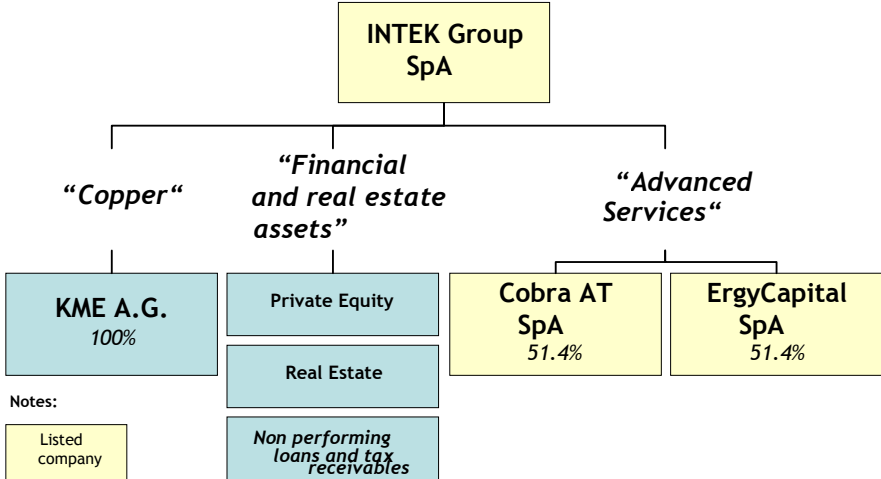 INTEK Group
SpA
“Copper“
“Financial
and real estate
assets”
“Advanced
Services“
KME A.G.
100%
Private Equity
Real Estate
Non performing
loans and tax
receivables
Cobra AT
SpA
51.4%
ErgyCapital
SpA
51.4%
Notes:
Listed
company